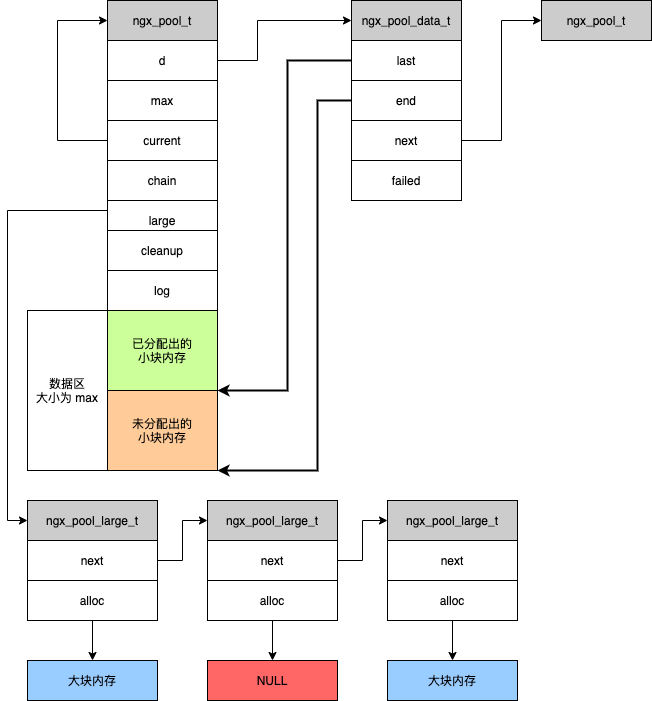 ngx_pool_t
d
max
current
chain
large
cleanup
log
数据区
大小为 max
已分配出的
小块内存
未分配出的
小块内存
ngx_pool_data_t
last
end
next
failed
ngx_pool_t
ngx_pool_large_t
next
alloc
大块内存
ngx_pool_large_t
next
alloc
NULL
ngx_pool_large_t
next
alloc
大块内存